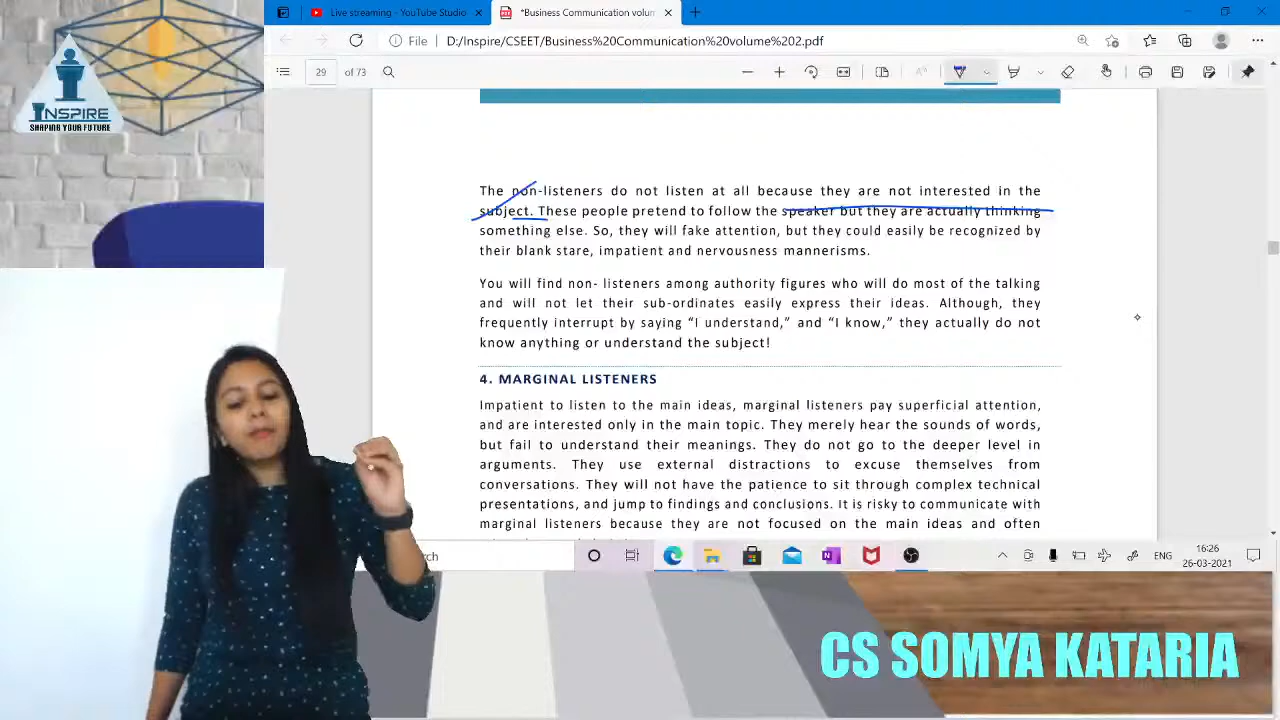 Live streaming - YouTube Studio
*Business Communication volum
File
D:/Inspire/CSEET/Business%20Communication%20volume%202.pdf
29 of 73
INSPIRE
SHAPING YOUR FUTURE
The non-listeners do not listen at all because they are not interested in the
subject. These people pretend to follow the speaker but they are actually thinking
something else. So, they will fake attention, but they could easily be recognized by
their blank stare, impatient and nervousness mannerisms.
You will find non- listeners among authority figures who will do most of the talking
and will not let their sub-ordinates easily express their ideas. Although, they
frequently interrupt by saying “I understand,” and “I know,” they actually do not
know anything or understand the subject!
4. MARGINAL LISTENERS
Impatient to listen to the main ideas, marginal listeners pay superficial attention,
and are interested only in the main topic. They merely hear the sounds of words,
but fail to understand their meanings. They do not go to the deeper level in
arguments. They use external distractions to excuse themselves from
conversations. They will not have the patience to sit through complex technical
presentations, and jump to findings and conclusions. It is risky to communicate with
marginal listeners because they are not focused on the main ideas and often
ENG
16:26
26-03-2021
CS SOMYA KATARIA